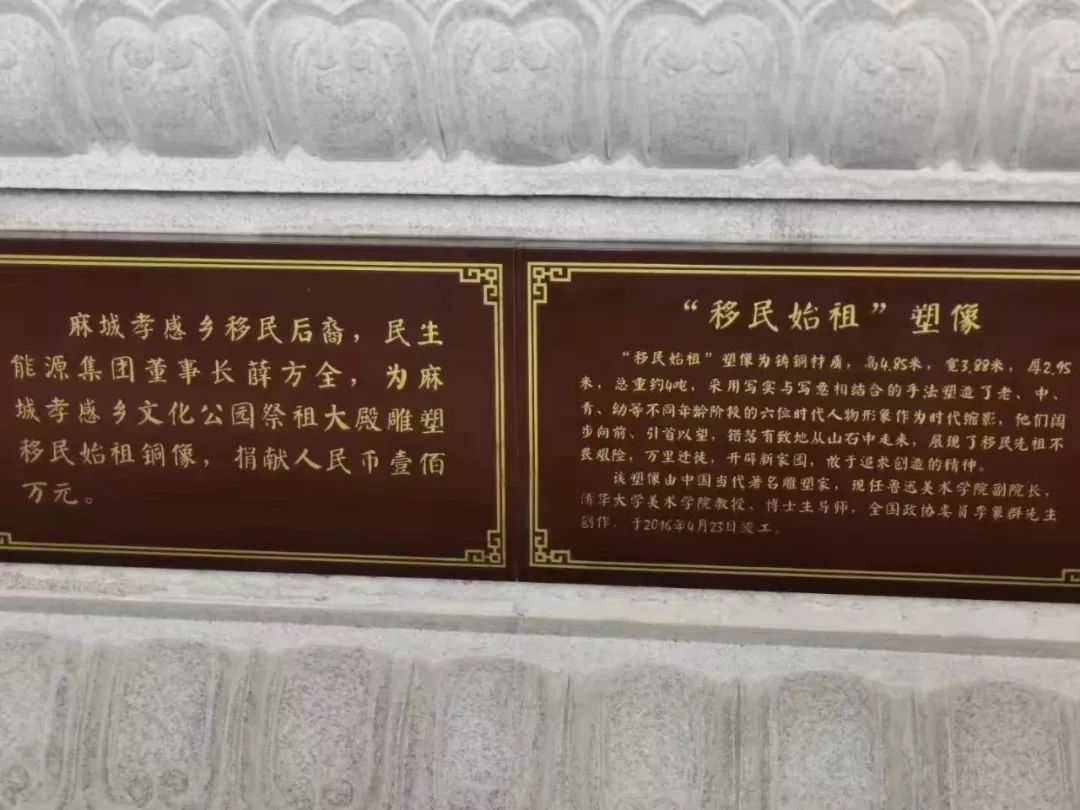 麻城孝感乡移民后裔，民生
能源集团董事长薛方全，为麻
城孝感乡文化公园祭祖大殿雕塑
移民始祖铜像，捐献人民币壹佰
万元。
“移民始祖”塑像
“移民始祖”塑像为铸铜材质，高4.85米，宽3.88米，厚2.95
米，总重约4吨，采用写实与写意相结合的手法塑造了老、中、
青、幼等不同年龄阶段的六位时代人物形象作为时代缩影，他们阔
步向前、引首以望，错落有致地从山石中走来，展现了移民先祖不
畏艰险，万里迁徙，开辟新家园，敢于追求创造的精神。
该塑像由中国当代著名雕塑家，现任鲁迅美术学院副院长，
清华大学美术学院教授、博士生导师，全国政协委员李象群先生
创作，于2016年4月23日竣工。